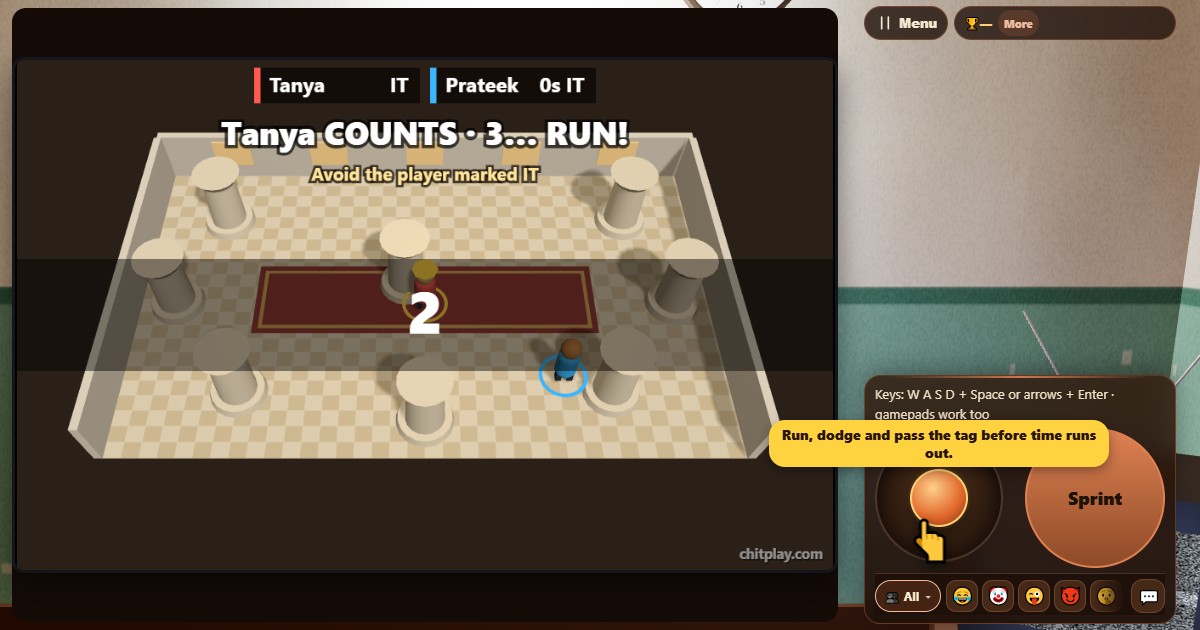 Menu
— More
Tanya IT
Prateek 0s IT
Tanya COUNTS · 3... RUN!
Avoid the player marked IT
2
Keys: W A S D + Space or arrows + Enter ·
gamepads work too
Run, dodge and pass the tag before time runs
out.
Sprint
chitplay.com
All